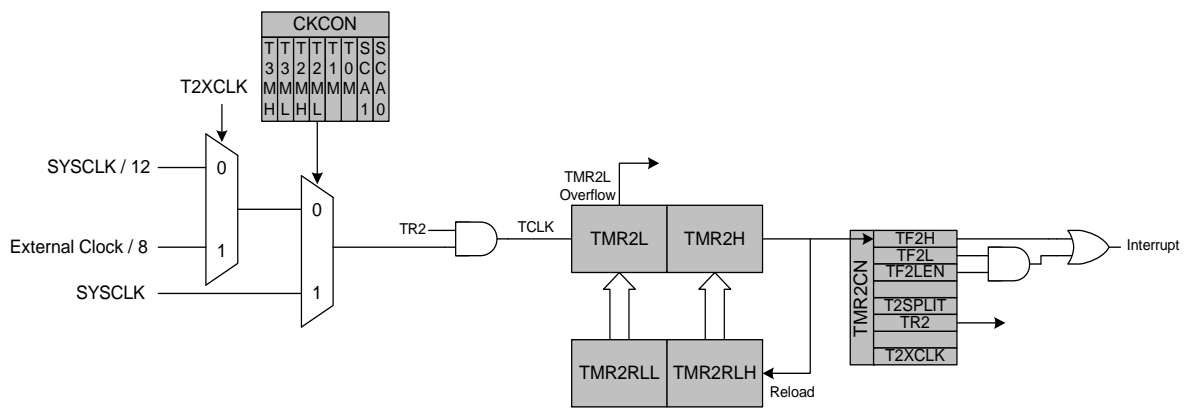 CKCON
T3MH T3ML T2MH T2ML T1M T0M SCA1 SCA0
T2XCLK
SYSCLK / 12
0
External Clock / 8
1
SYSCLK
0
1
TR2
TCLK
TMR2L
Overflow
TMR2L
TMR2H
TMR2RLL
TMR2RLH
Reload
TMR2CN
TF2H
TF2L
TF2LEN
T2SPLIT
TR2
T2XCLK
Interrupt